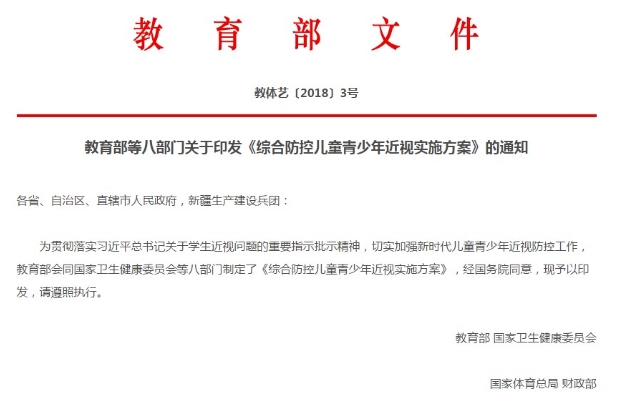 教育部文件
教体艺〔2018〕3号
教育部等八部门关于印发《综合防控儿童青少年近视实施方案》的通知
各省、自治区、直辖市人民政府，新疆生产建设兵团：
为贯彻落实习近平总书记关于学生近视问题的重要指示批示精神，切实加强新时代儿童青少年近视防控工作，
教育部会同国家卫生健康委员会等八部门制定了《综合防控儿童青少年近视实施方案》，经国务院同意，现予以印
发，请遵照执行。
教育部 国家卫生健康委员会
国家体育总局 财政部